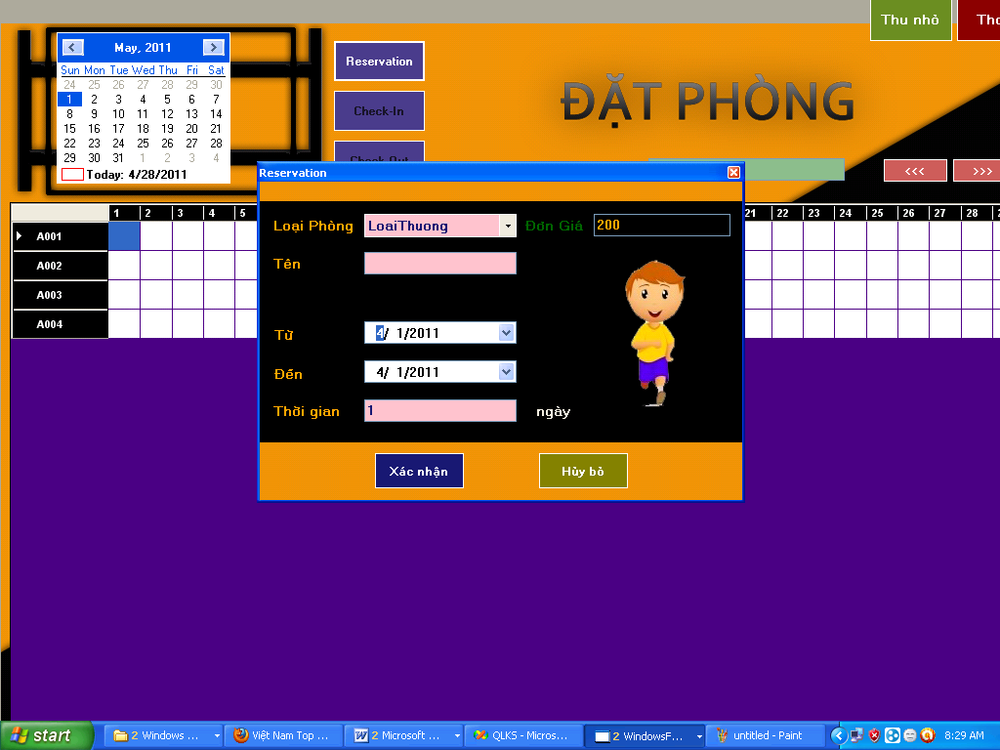 Thu nhỏ
May, 2011
Sun Mon Tue Wed Thu Fri Sat
24 25 26 27 28 29 30
1 2 3 4 5 6 7
8 9 10 11 12 13 14
15 16 17 18 19 20 21
22 23 24 25 26 27 28
29 30 31 1 2 3 4
Today: 4/28/2011
Reservation
Check-In
Check-Out
ĐẶT PHÒNG
<<<
>>>
Reservation
1 2 3 4 5
21 22 23 24 25 26 27 28
A001
A002
A003
A004
Loại Phòng LoaiThuong Đơn Giá 200
Tên
Từ 4/ 1/2011
Đến 4/ 1/2011
Thời gian 1 ngày
Xác nhận Hủy bỏ
start
2 Windows ...
Việt Nam Top ...
2 Microsoft ...
QLKS - Micros...
2 WindowsF...
untitled - Paint
8:29 AM